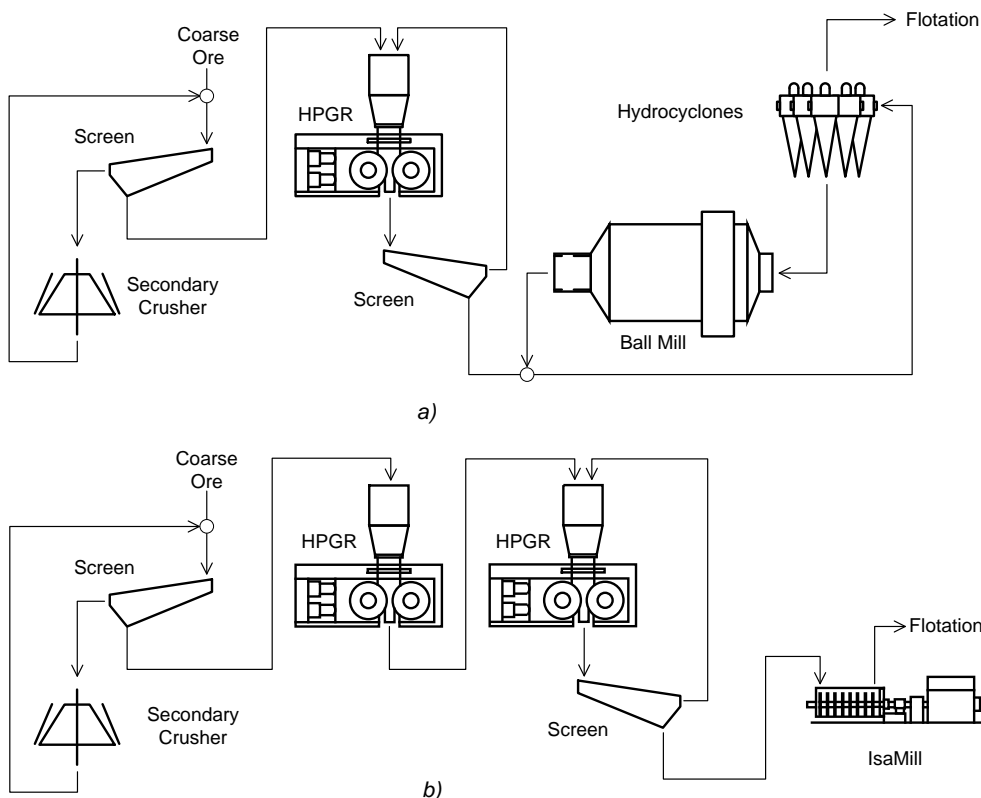 Coarse
Ore
Flotation
HPGR
Hydrocyclones
Screen
Secondary
Crusher
Screen
Ball Mill
a)
Coarse
Ore
HPGR
HPGR
Screen
Flotation
Secondary
Crusher
Screen
IsaMill
b)